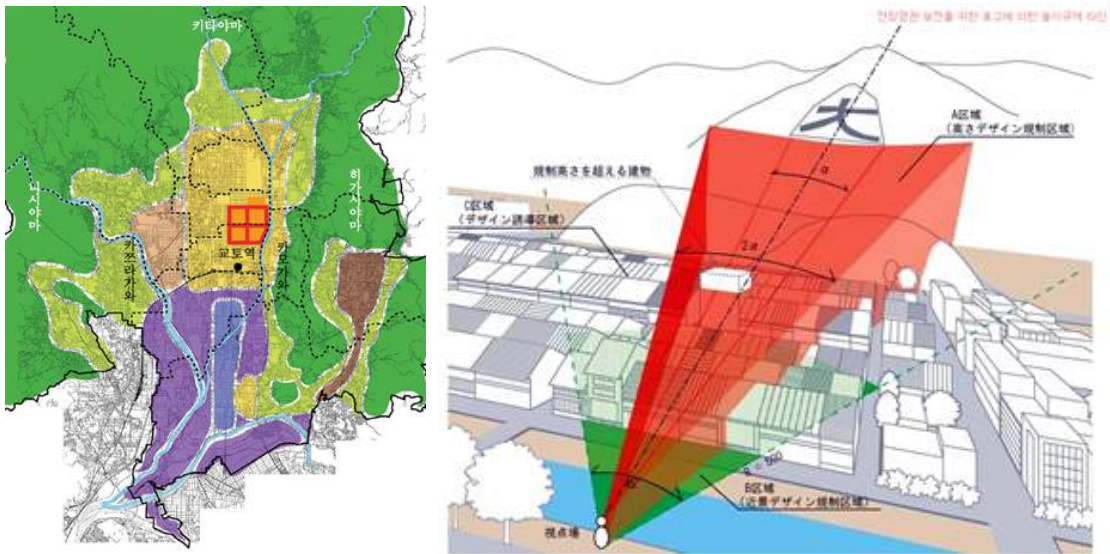 키타야마
니시야마
히가시야마
카쯔라가와
교토역
카모가와
전망경관 보전을 위한 표고에 의한 높이규제 라인
大
A区域
(高さデザイン規制区域)
規制高さを超える建物
C区域
(デザイン誘導区域)
α
2α
B区域
(近景デザイン規制区域)
視点場